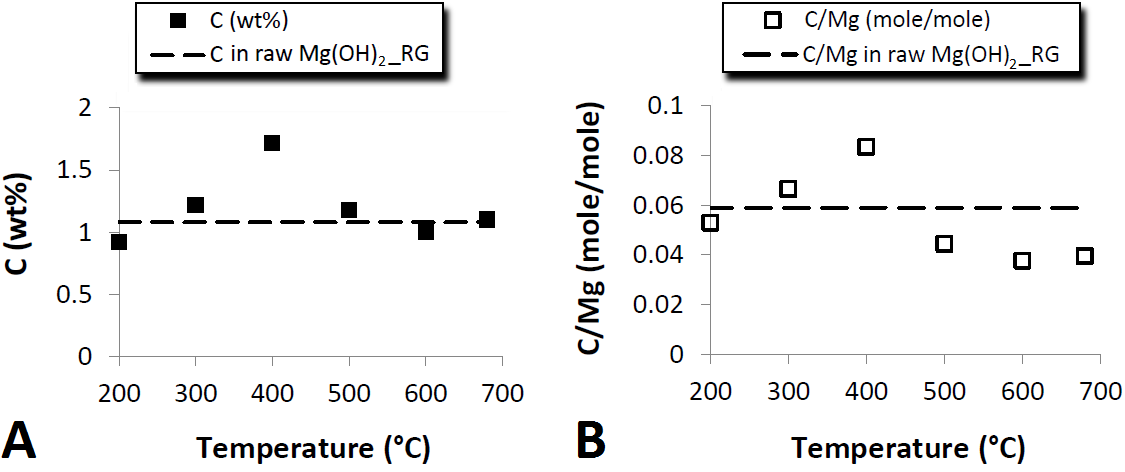 C (wt%)
C in raw Mg(OH)₂_RG
2
1.5
1
0.5
0
200 300 400 500 600 700
C (wt%)
Temperature (°C)
A
C/Mg (mole/mole)
C/Mg in raw Mg(OH)₂_RG
0.1
0.08
0.06
0.04
0.02
0
200 300 400 500 600 700
C/Mg (mole/mole)
Temperature (°C)
B